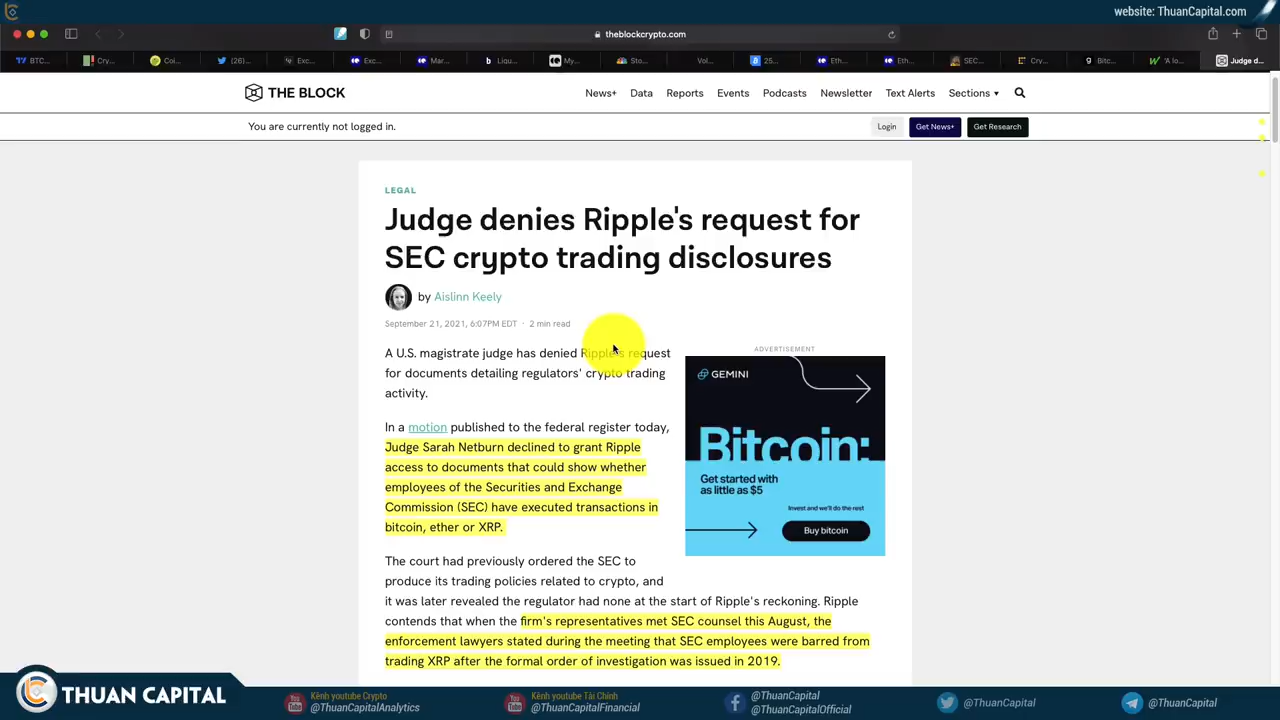 website: ThuanCapital.com
theblockcrypto.com
BTC...
Cry...
Coi...
(26)...
Exc...
Exc...
Mar...
Liqu...
My...
Sto...
Vol...
25...
Eth...
Eth...
SEC...
Cry...
Bitc...
'A lo...
Judge d...
THE BLOCK
News+ Data Reports Events Podcasts Newsletter Text Alerts Sections ▾
You are currently not logged in.
Login Get News+ Get Research
LEGAL
Judge denies Ripple's request for
SEC crypto trading disclosures
by Aislinn Keely
September 21, 2021, 6:07PM EDT · 2 min read
A U.S. magistrate judge has denied Ripple's request
for documents detailing regulators' crypto trading
activity.
In a motion published to the federal register today,
Judge Sarah Netburn declined to grant Ripple
access to documents that could show whether
employees of the Securities and Exchange
Commission (SEC) have executed transactions in
bitcoin, ether or XRP.
The court had previously ordered the SEC to
produce its trading policies related to crypto, and
it was later revealed the regulator had none at the start of Ripple's reckoning. Ripple
contends that when the firm's representatives met SEC counsel this August, the
enforcement lawyers stated during the meeting that SEC employees were barred from
trading XRP after the formal order of investigation was issued in 2019.
ADVERTISEMENT
GEMINI
Bitcoin:
Get started with
as little as $5
Invest and we'll do the rest
Buy bitcoin
THUAN CAPITAL
Kênh youtube Crypto
@ThuanCapitalAnalytics
Kênh youtube Tài Chính
@ThuanCapitalFinancial
@ThuanCapital
@ThuanCapitalOfficial
@ThuanCapital
@ThuanCapital